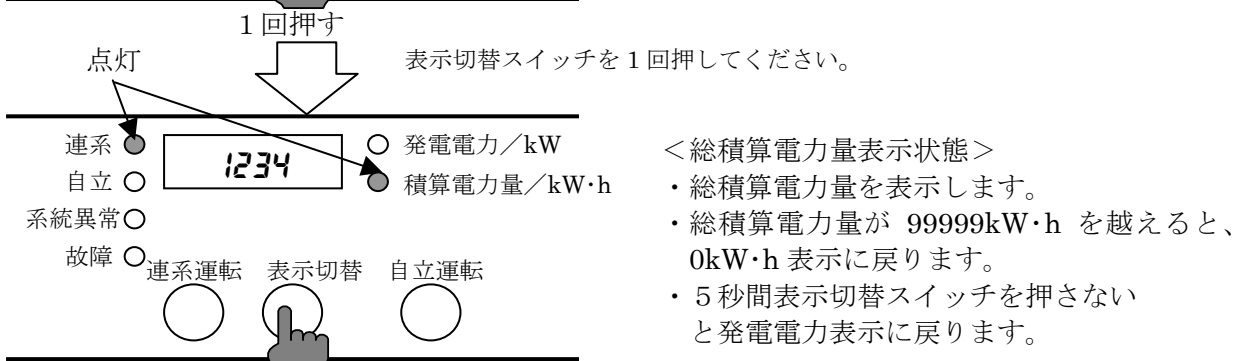 1回押す
点灯
表示切替スイッチを1回押してください。
連系
1234
発電電力／kW
自立
積算電力量／kW･h
系統異常
故障
連系運転 表示切替 自立運転
＜総積算電力量表示状態＞
・総積算電力量を表示します。
・総積算電力量が 99999kW･h を越えると、
0kW･h 表示に戻ります。
・５秒間表示切替スイッチを押さない
と発電電力表示に戻ります。